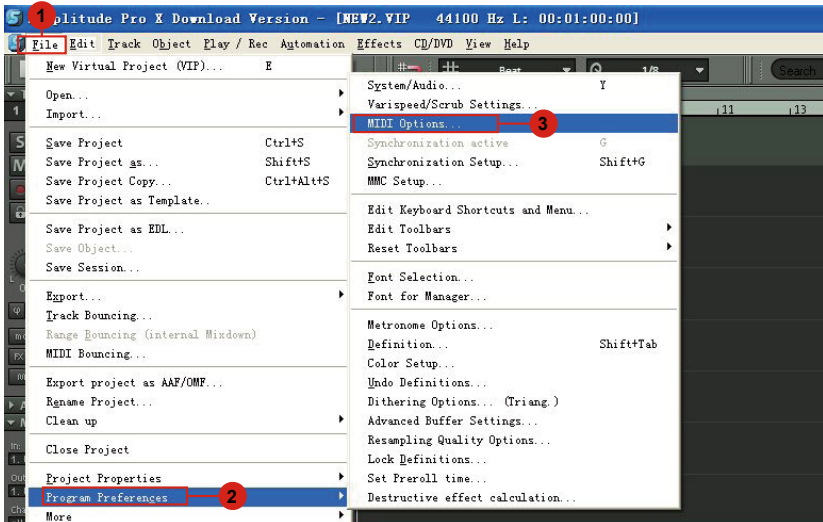 1 plitude Pro X Download Version - [NEW2.VIP 44100 Hz L: 00:01:00:00]
File Edit Track Object Play / Rec Automation Effects CD/DVD View Help
New Virtual Project (VIP)... E
Open...
Import...
Save Project Ctrl+S
Save Project as... Shift+S
Save Project Copy... Ctrl+Alt+S
Save Project as Template..
Save Project as EDL...
Save Object...
Save Session...
Export...
Track Bouncing...
Range Bouncing (internal Mixdown)
MIDI Bouncing...
Export project as AAF/OMF...
Rename Project...
Clean up
Close Project
Project Properties
Program Preferences 2
More
Beat 1/8 Search
System/Audio... Y
Varispeed/Scrub Settings...
MIDI Options... 3
Synchronization active G
Synchronization Setup... Shift+G
MMC Setup...
Edit Keyboard Shortcuts and Menu...
Edit Toolbars
Reset Toolbars
Font Selection...
Font for Manager...
Metronome Options...
Definition... Shift+Tab
Color Setup...
Undo Definitions...
Dithering Options... (Triang.)
Advanced Buffer Settings...
Resampling Quality Options...
Lock Definitions...
Set Preroll time...
Destructive effect calculation...
11 13
1
S
M
In:
Out
Cha